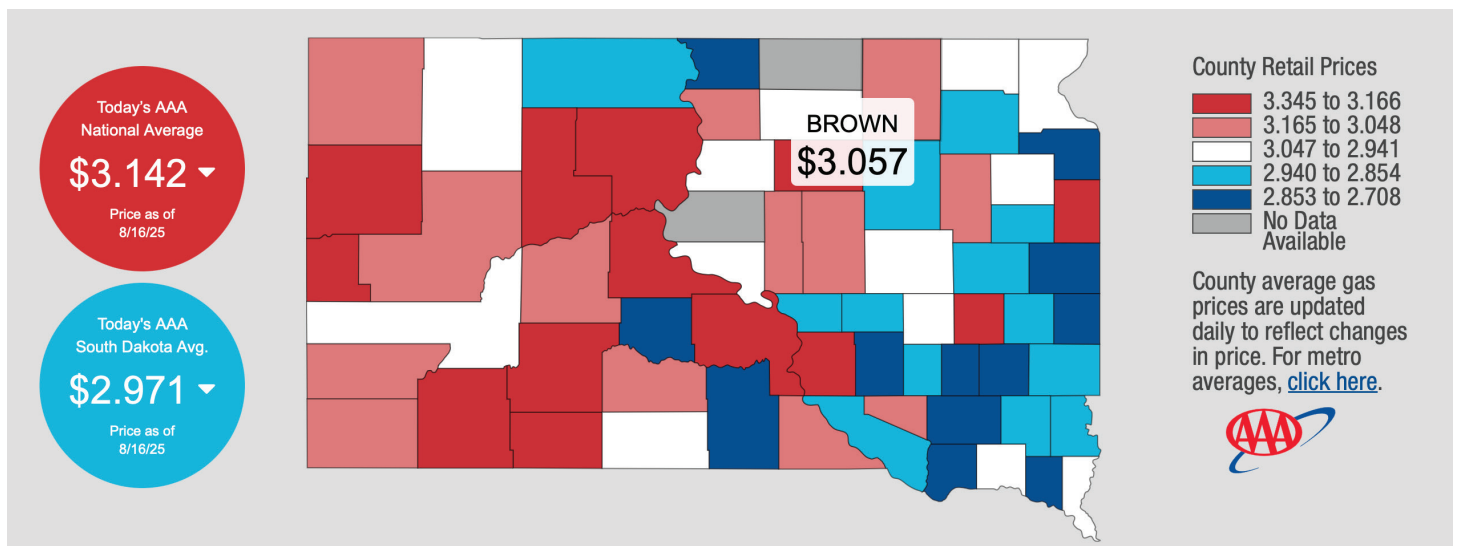 Today's AAA
National Average
$3.142
Price as of
8/16/25
Today's AAA
South Dakota Avg.
$2.971
Price as of
8/16/25
BROWN
$3.057
County Retail Prices
3.345 to 3.166
3.165 to 3.048
3.047 to 2.941
2.940 to 2.854
2.853 to 2.708
No Data
Available
County average gas
prices are updated
daily to reflect changes
in price. For metro
averages, click here.
AAA